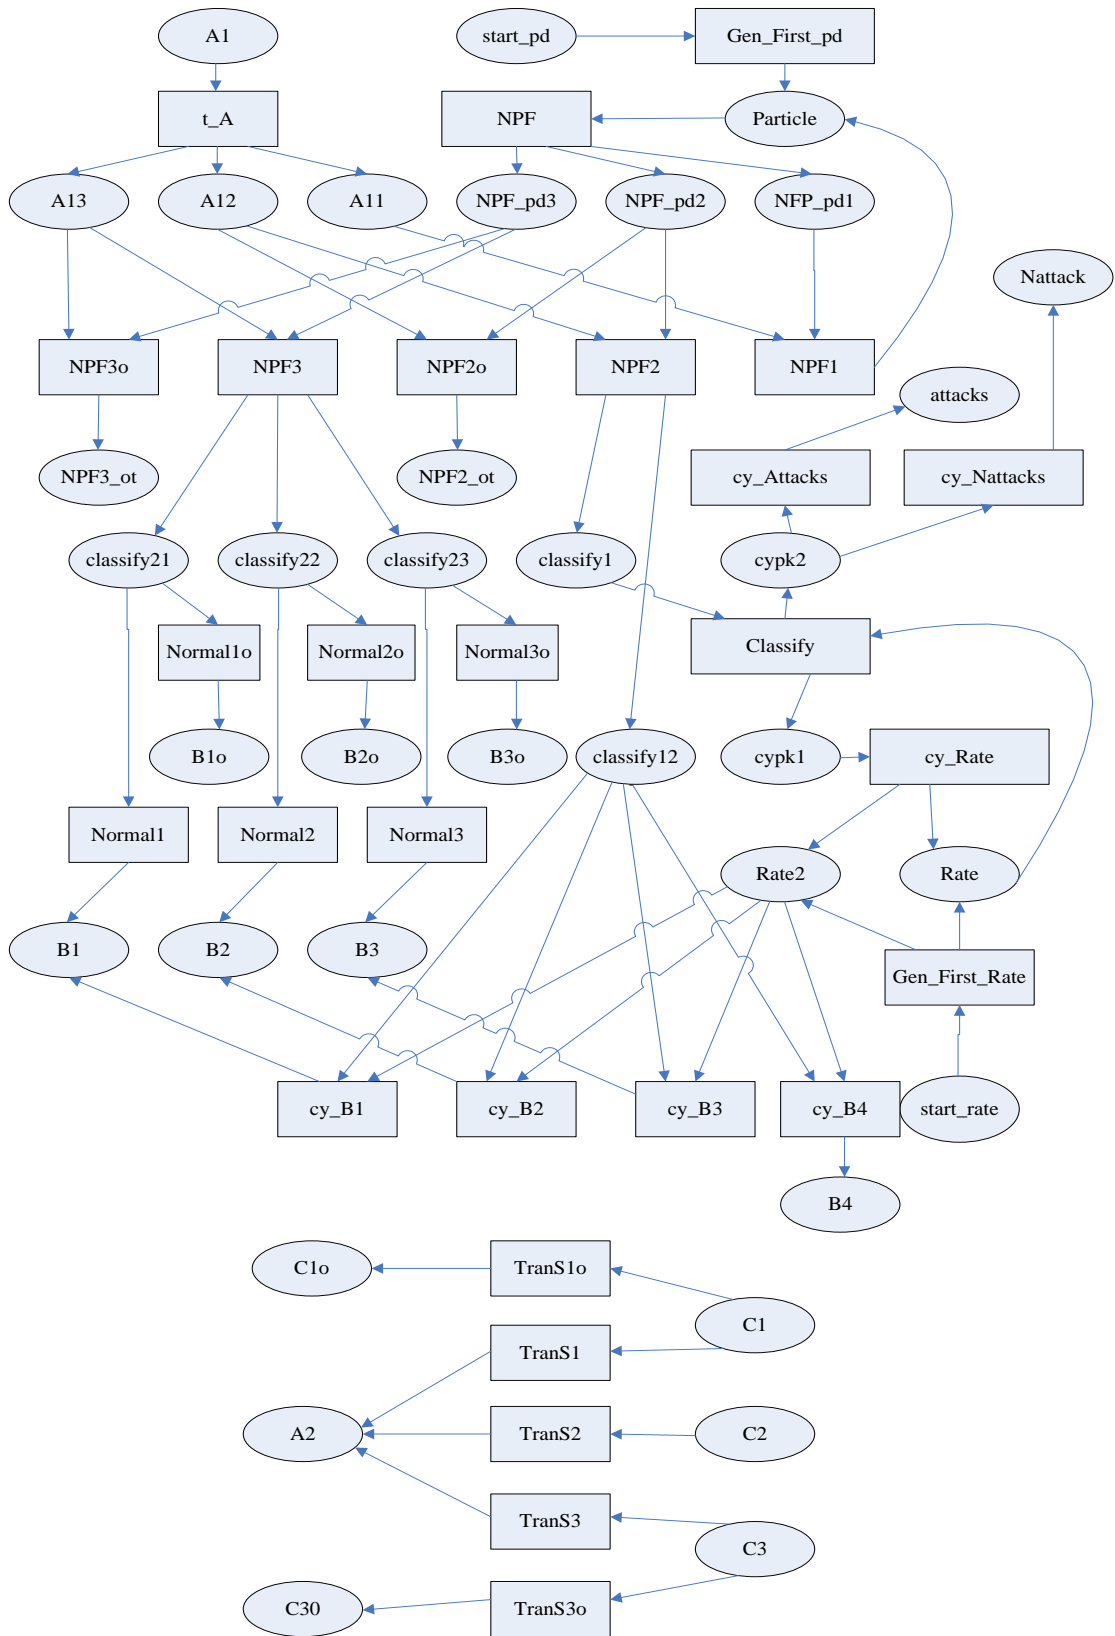 A1
start_pd
Gen_First_pd
t_A
NPF
Particle
A13
A12
A11
NPF_pd3
NPF_pd2
NFP_pd1
Nattack
NPF3o
NPF3
NPF2o
NPF2
NPF1
attacks
NPF3_ot
NPF2_ot
cy_Attacks
cy_Nattacks
classify21
classify22
classify23
classify1
cypk2
Normal1o
Normal2o
Normal3o
Classify
B1o
B2o
B3o
classify12
cypk1
cy_Rate
Normal1
Normal2
Normal3
Rate2
Rate
B1
B2
B3
Gen_First_Rate
cy_B1
cy_B2
cy_B3
cy_B4
start_rate
B4
C1o
TranS1o
C1
TranS1
A2
TranS2
C2
TranS3
C3
C30
TranS3o